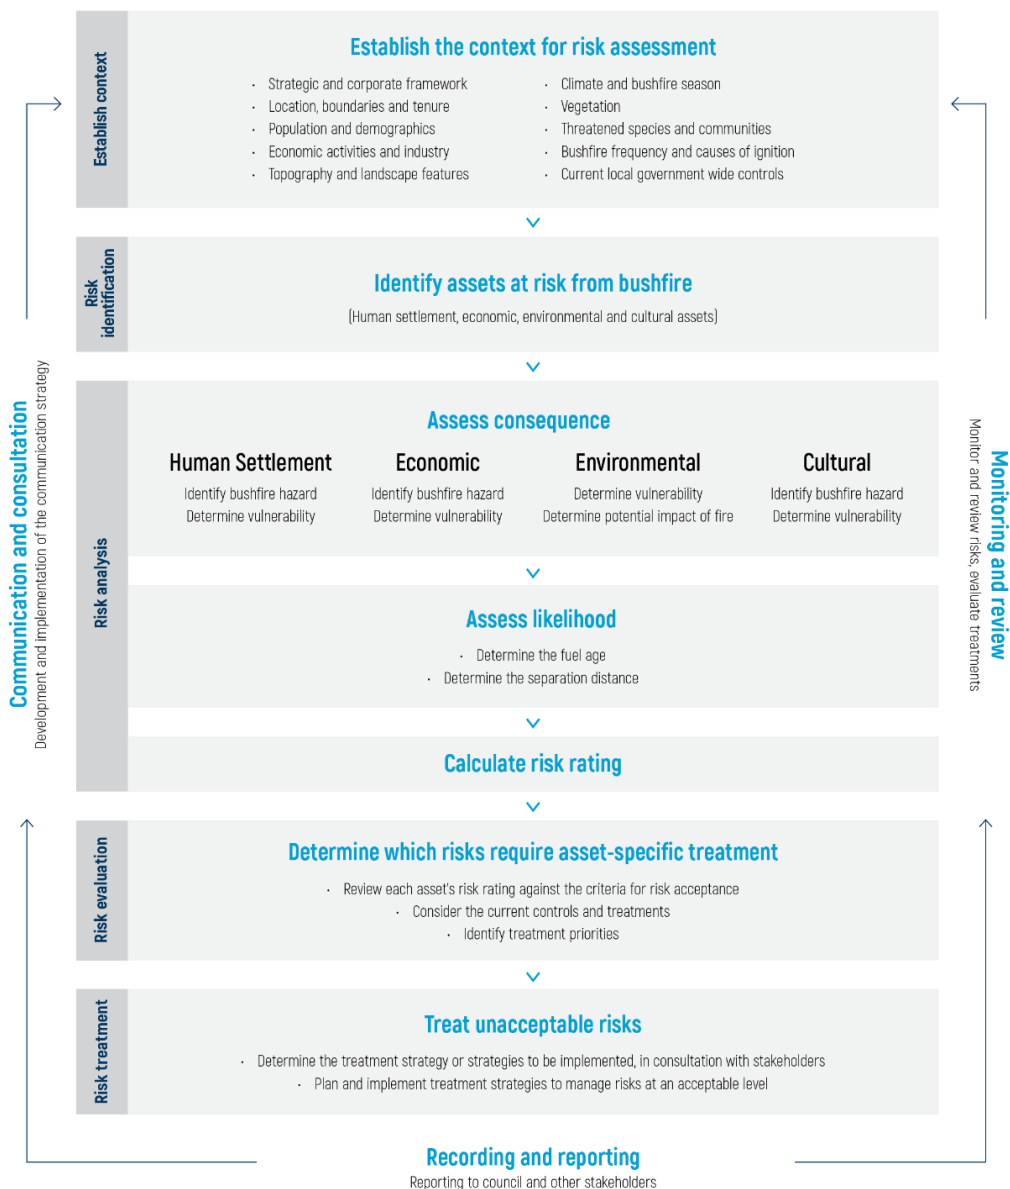 Establish context
Establish the context for risk assessment
· Strategic and corporate framework
· Location, boundaries and tenure
· Population and demographics
· Economic activities and industry
· Topography and landscape features
· Climate and bushfire season
· Vegetation
· Threatened species and communities
· Bushfire frequency and causes of ignition
· Current local government wide controls
Risk
identification
Identify assets at risk from bushfire
(Human settlement, economic, environmental and cultural assets)
Risk analysis
Assess consequence
Human Settlement
Identify bushfire hazard
Determine vulnerability
Economic
Identify bushfire hazard
Determine vulnerability
Environmental
Determine vulnerability
Determine potential impact of fire
Cultural
Identify bushfire hazard
Determine vulnerability
Assess likelihood
· Determine the fuel age
· Determine the separation distance
Calculate risk rating
Risk evaluation
Determine which risks require asset-specific treatment
· Review each asset's risk rating against the criteria for risk acceptance
· Consider the current controls and treatments
· Identify treatment priorities
Risk treatment
Treat unacceptable risks
· Determine the treatment strategy or strategies to be implemented, in consultation with stakeholders
· Plan and implement treatment strategies to manage risks at an acceptable level
Communication and consultation
Development and implementation of the communication strategy
Monitoring and review
Monitor and review risks, evaluate treatments
Recording and reporting
Reporting to council and other stakeholders